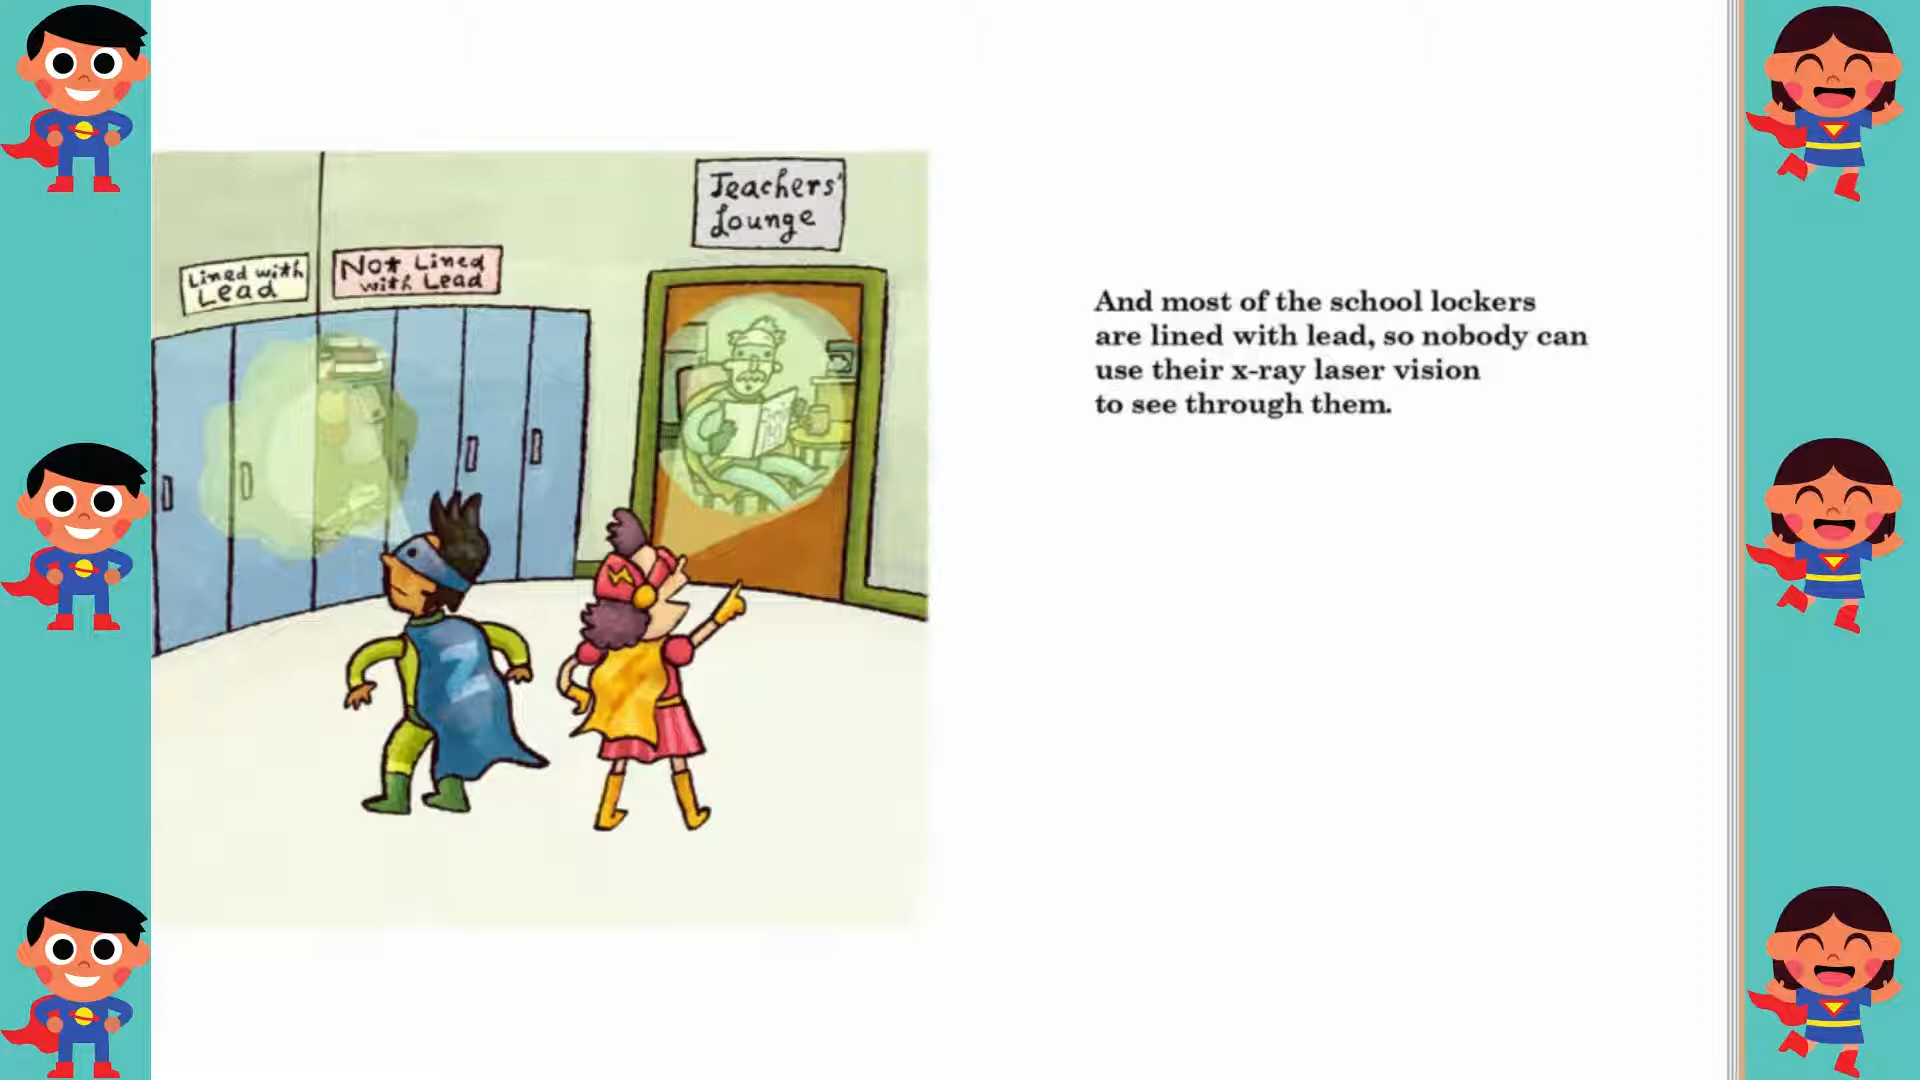 Teachers'
Lounge
Lined with
Lead
Not Lined
with Lead
Z
And most of the school lockers
are lined with lead, so nobody can
use their x-ray laser vision
to see through them.